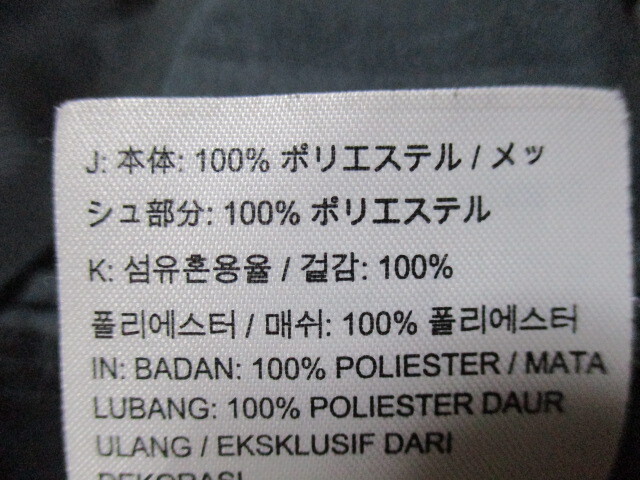 J: 本体: 100% ポリエステル / メッ
シュ部分: 100% ポリエステル
K: 섬유혼용율 / 겉감: 100%
폴리에스터 / 매쉬: 100% 폴리에스터
IN: BADAN: 100% POLIESTER / MATA
LUBANG: 100% POLIESTER DAUR
ULANG / EKSKLUSIF DARI
DEKORASI